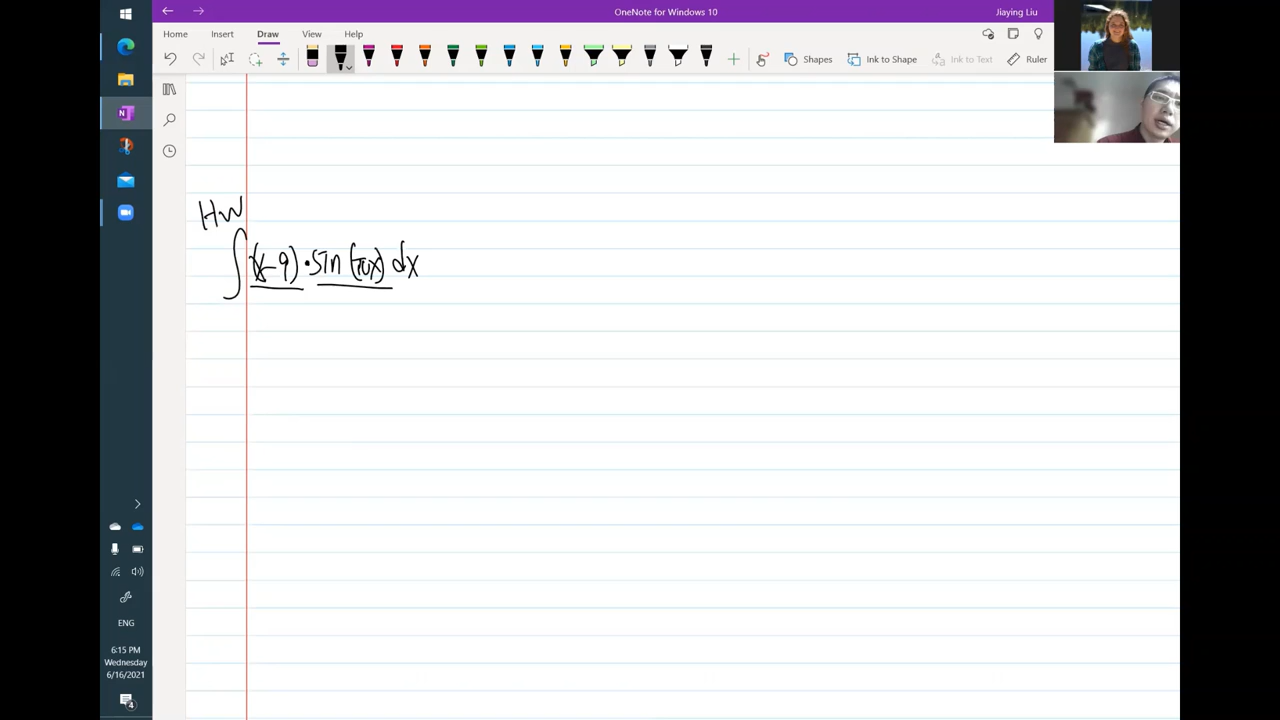 OneNote for Windows 10
Jiaying Liu
Home Insert Draw View Help
Shapes Ink to Shape Ink to Text Ruler
HW
∫(x-9)·sin(πx) dx
ENG
6:15 PM
Wednesday
6/16/2021
4